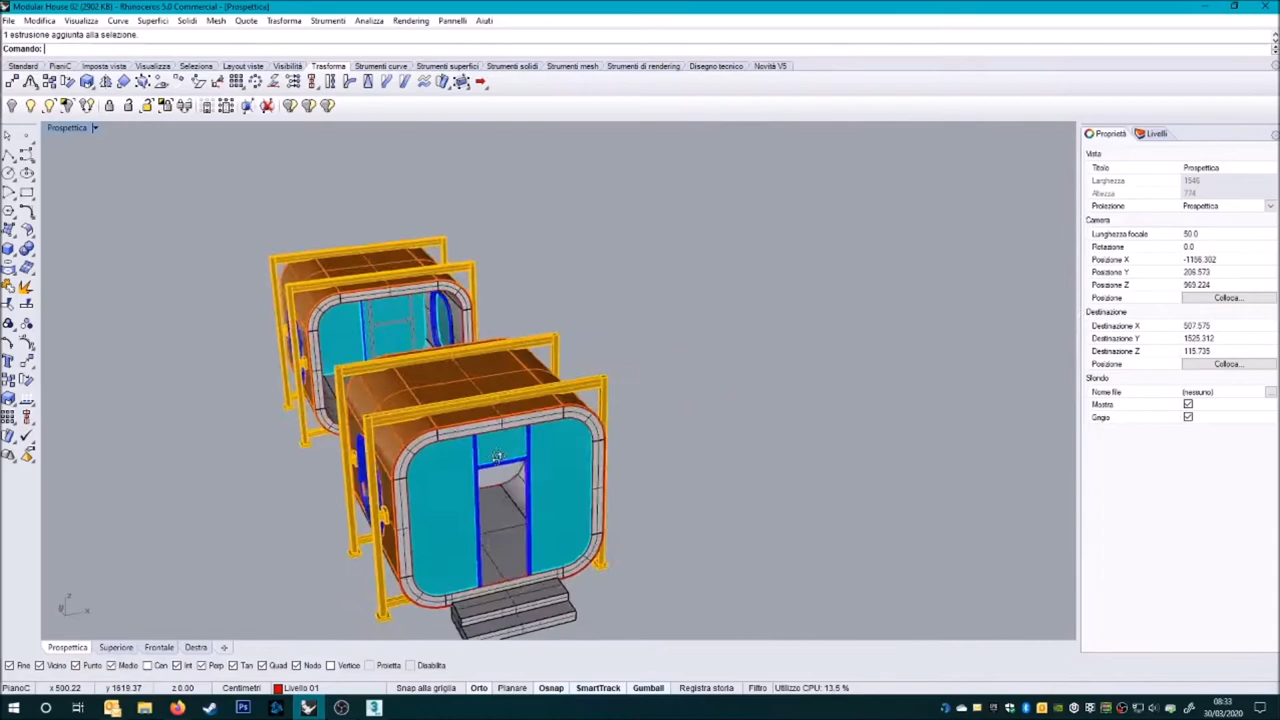 Modular House 02 (2902 KB) - Rhinoceros 5.0 Commercial - [Prospettica]
File Modifica Visualizza Curve Superfici Solidi Mesh Quote Trasforma Strumenti Analizza Rendering Pannelli Aiuti
1 estrusione aggiunta alla selezione.
Comando:
Standard PianiC Imposta vista Visualizza Seleziona Layout viste Visibilità Trasforma Strumenti curve Strumenti superfici Strumenti solidi Strumenti mesh Strumenti di rendering Disegno tecnico Novità V5
Prospettica
Proprietà Livelli
Vista
Titolo Prospettica
Larghezza 1546
Altezza 774
Proiezione Prospettica
Camera
Lunghezza focale 50.0
Rotazione 0.0
Posizione X -1156.302
Posizione Y 206.573
Posizione Z 969.224
Posizione Colloca...
Destinazione
Destinazione X 507.575
Destinazione Y 1525.312
Destinazione Z 115.735
Posizione Colloca...
Sfondo
Nome file (nessuno)
Mostra
Grigio
z
y x
Prospettica Superiore Frontale Destra
Fine Vicino Punto Medio Cen Int Perp Tan Quad Nodo Vertice Proietta Disabilita
PianoC x 500.22 y 1619.37 z 0.00 Centimetri Livello 01 Snap alla griglia Orto Planare Osnap SmartTrack Gumball Registra storia Filtro Utilizzo CPU: 13.5 %
08:33
30/03/2020